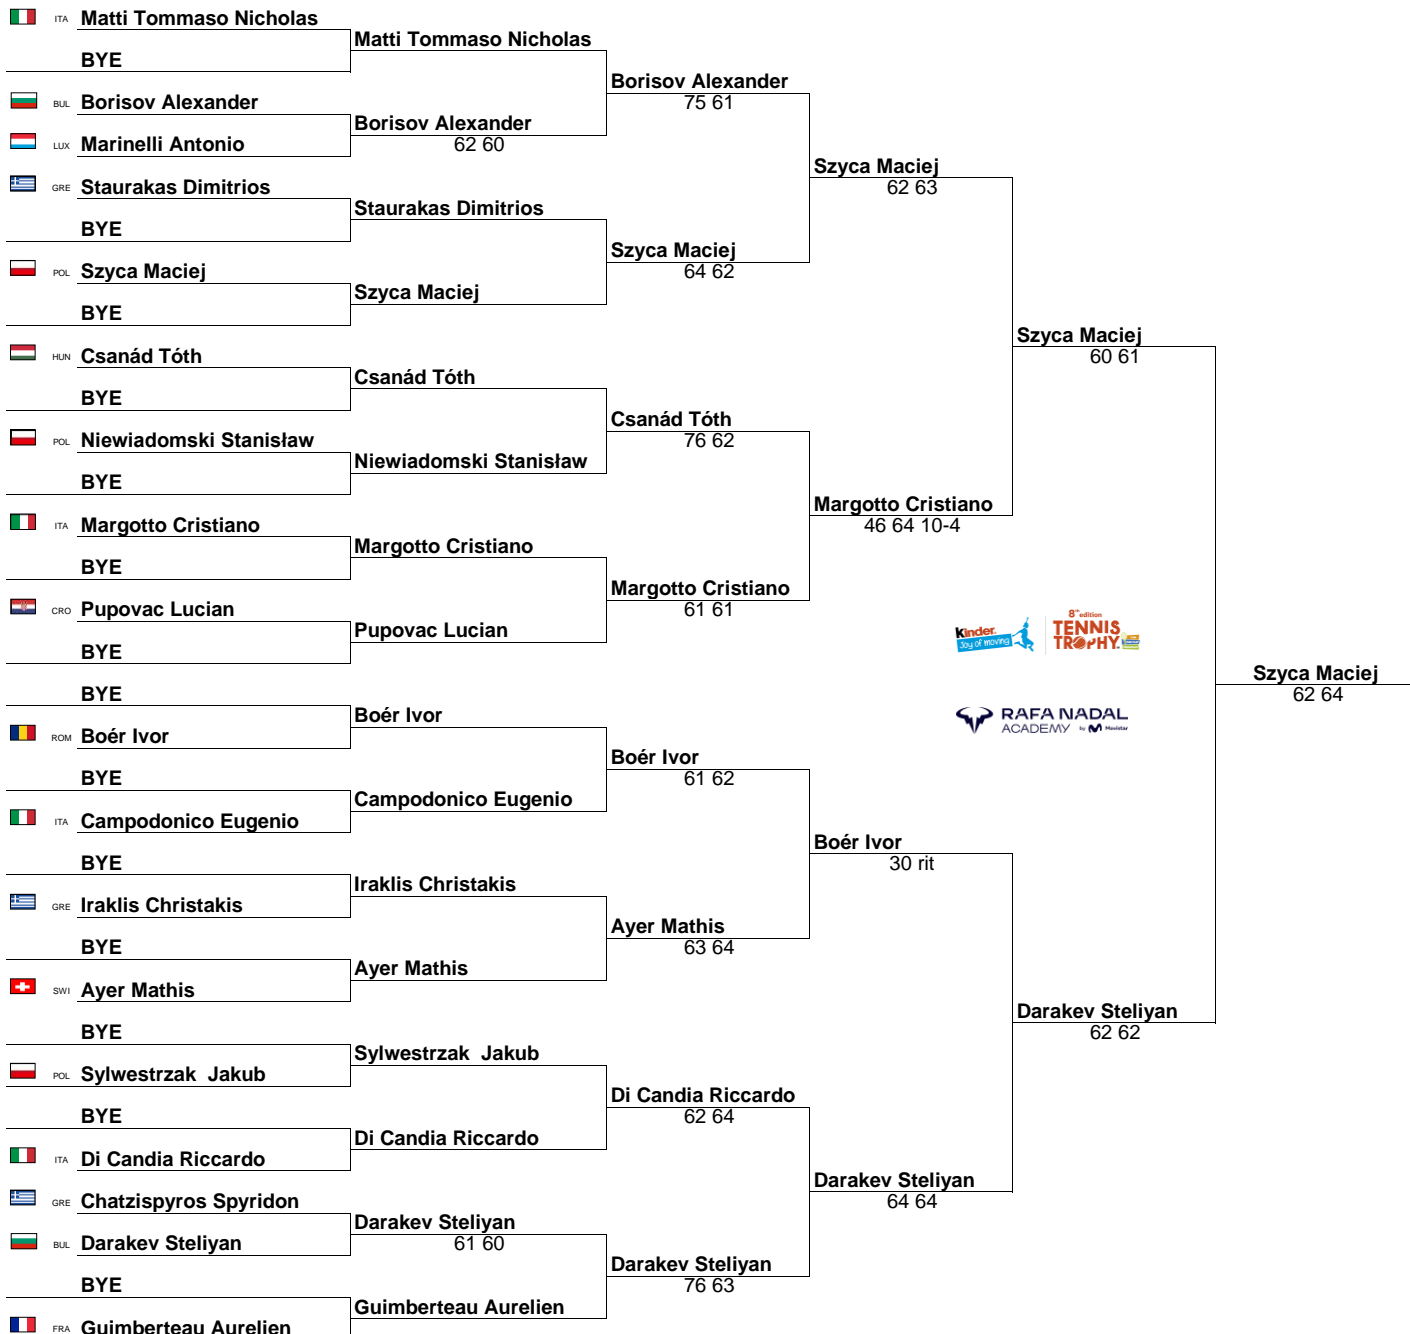 ITA Matti Tommaso Nicholas
Matti Tommaso Nicholas
BYE
Borisov Alexander
75 61
BUL Borisov Alexander
Borisov Alexander
62 60
LUX Marinelli Antonio
Szyca Maciej
62 63
GRE Staurakas Dimitrios
Staurakas Dimitrios
BYE
Szyca Maciej
64 62
POL Szyca Maciej
Szyca Maciej
BYE
Szyca Maciej
60 61
HUN Csanád Tóth
Csanád Tóth
BYE
Csanád Tóth
76 62
POL Niewiadomski Stanisław
Niewiadomski Stanisław
BYE
Margotto Cristiano
46 64 10-4
ITA Margotto Cristiano
Margotto Cristiano
BYE
Margotto Cristiano
61 61
CRO Pupovac Lucian
Pupovac Lucian
BYE
Kinder
Joy of moving
8th edition
TENNIS
TROPHY
Szyca Maciej
62 64
BYE
Boér Ivor
ROM Boér Ivor
RAFA NADAL
ACADEMY by Movistar
Boér Ivor
61 62
BYE
Campodonico Eugenio
ITA Campodonico Eugenio
Boér Ivor
30 rit
BYE
Iraklis Christakis
GRE Iraklis Christakis
Ayer Mathis
63 64
BYE
Ayer Mathis
SWI Ayer Mathis
Darakev Steliyan
62 62
BYE
Sylwestrzak Jakub
POL Sylwestrzak Jakub
Di Candia Riccardo
62 64
BYE
Di Candia Riccardo
ITA Di Candia Riccardo
Darakev Steliyan
64 64
GRE Chatzispyros Spyridon
Darakev Steliyan
61 60
BUL Darakev Steliyan
Darakev Steliyan
76 63
BYE
Guimberteau Aurelien
FRA Guimberteau Aurelien